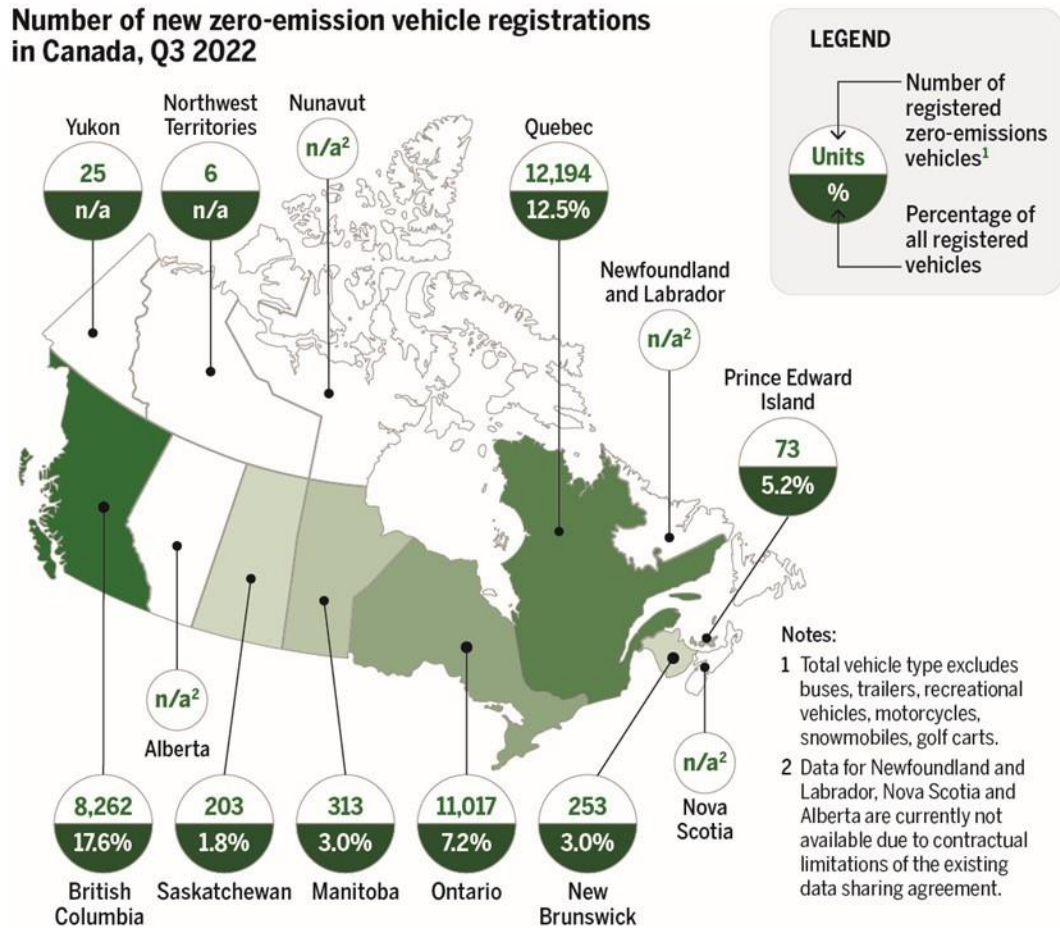 Number of new zero-emission vehicle registrations
in Canada, Q3 2022
LEGEND
Number of
registered
zero-emissions
vehicles¹
Units
%
Percentage of
all registered
vehicles
Yukon
25
n/a
Northwest
Territories
6
n/a
Nunavut
n/a²
Quebec
12,194
12.5%
Newfoundland
and Labrador
n/a²
Prince Edward
Island
73
5.2%
n/a²
Alberta
n/a²
Nova
Scotia
8,262
17.6%
British
Columbia
203
1.8%
Saskatchewan
313
3.0%
Manitoba
11,017
7.2%
Ontario
253
3.0%
New
Brunswick
Notes:
1 Total vehicle type excludes
buses, trailers, recreational
vehicles, motorcycles,
snowmobiles, golf carts.
2 Data for Newfoundland and
Labrador, Nova Scotia and
Alberta are currently not
available due to contractual
limitations of the existing
data sharing agreement.